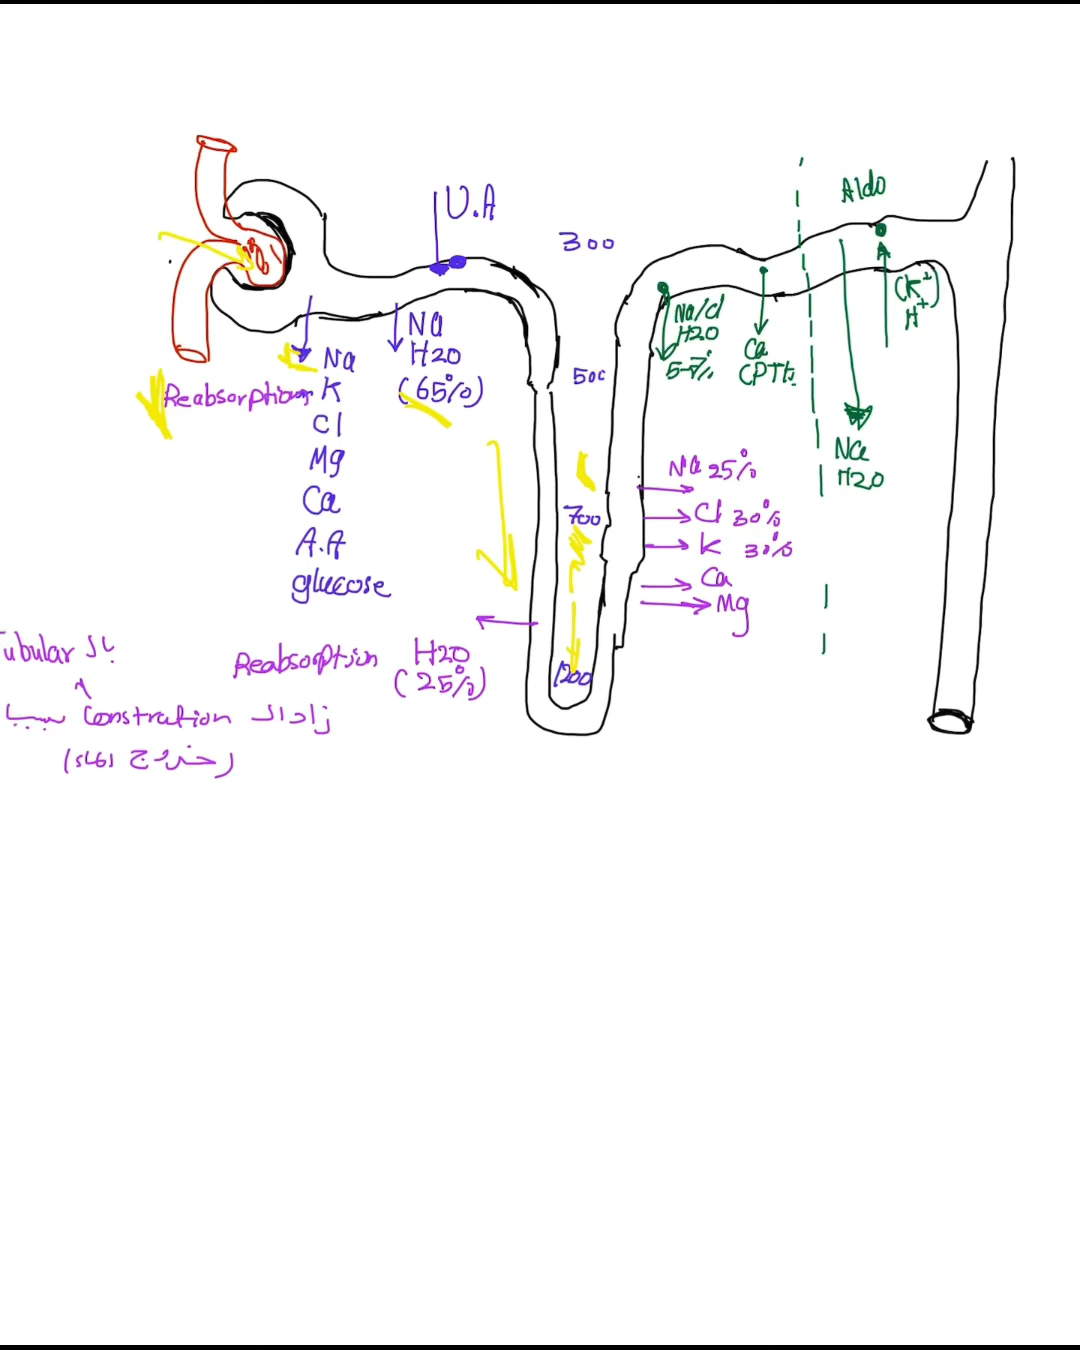 U.A
300
Aldo
Na
H2O
(65%)
Reabsorption
Na
K
Cl
Mg
Ca
A.A
glucose
500
700
1200
Na/Cl
H2O
5-7%
Ca
(PTH)
(K+)
H+
Na
H2O
Na 25%
Cl 30%
K 30%
Ca
Mg
Reabsorption H2O
(25%)
Tubular بال
زاد ال Constration بسبب
(خروج الماء)